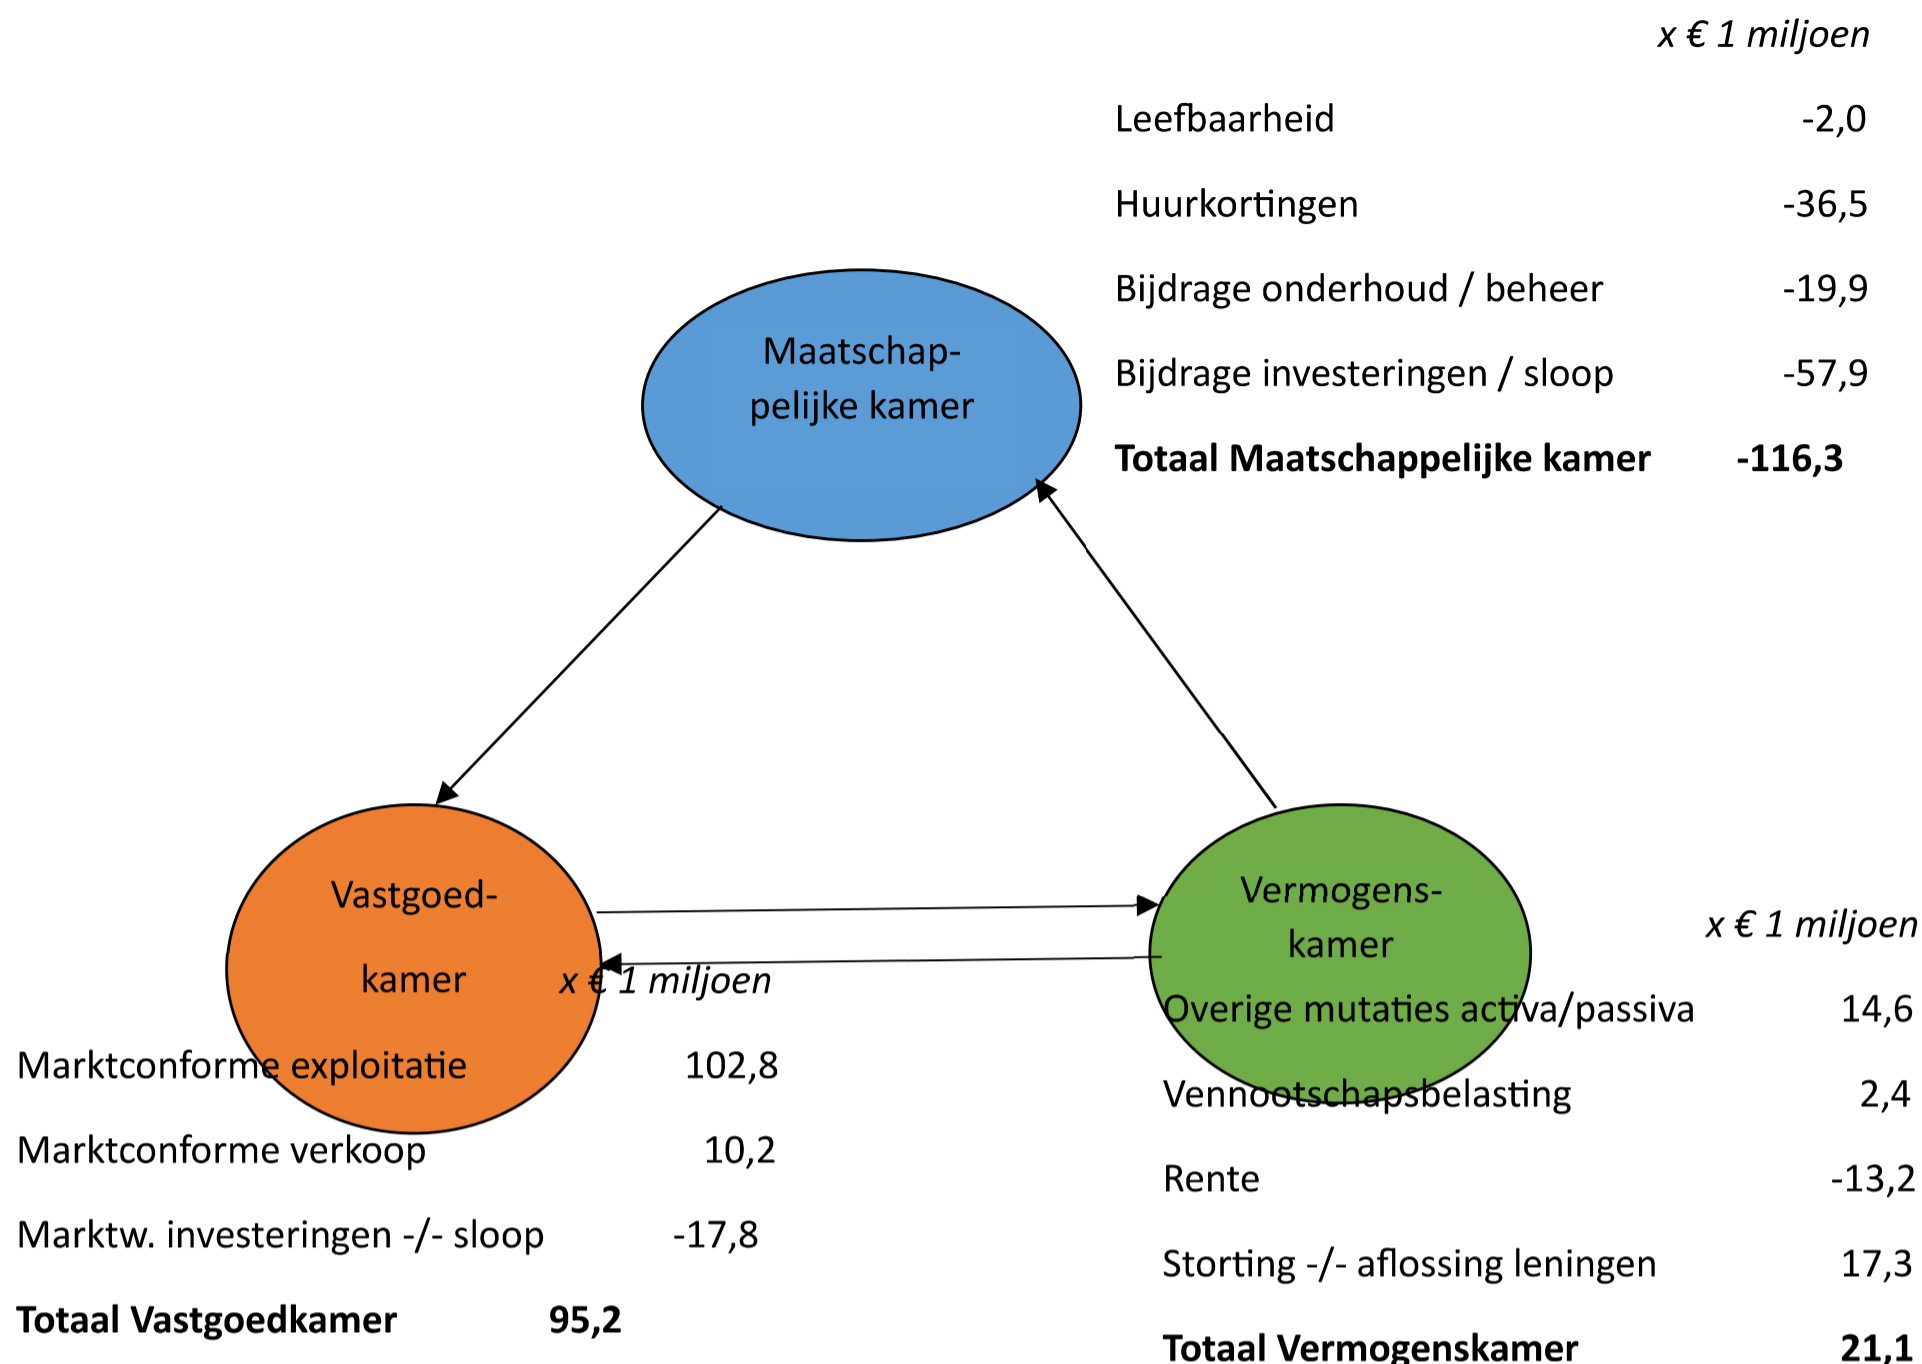 x € 1 miljoen
Leefbaarheid -2,0
Huurkortingen -36,5
Bijdrage onderhoud / beheer -19,9
Bijdrage investeringen / sloop -57,9
Totaal Maatschappelijke kamer -116,3
Maatschap-
pelijke kamer
Vastgoed-
kamer
x € 1 miljoen
Marktconforme exploitatie 102,8
Marktconforme verkoop 10,2
Marktw. investeringen -/- sloop -17,8
Totaal Vastgoedkamer 95,2
Vermogens-
kamer
x € 1 miljoen
Overige mutaties activa/passiva 14,6
Vennootschapsbelasting 2,4
Rente -13,2
Storting -/- aflossing leningen 17,3
Totaal Vermogenskamer 21,1